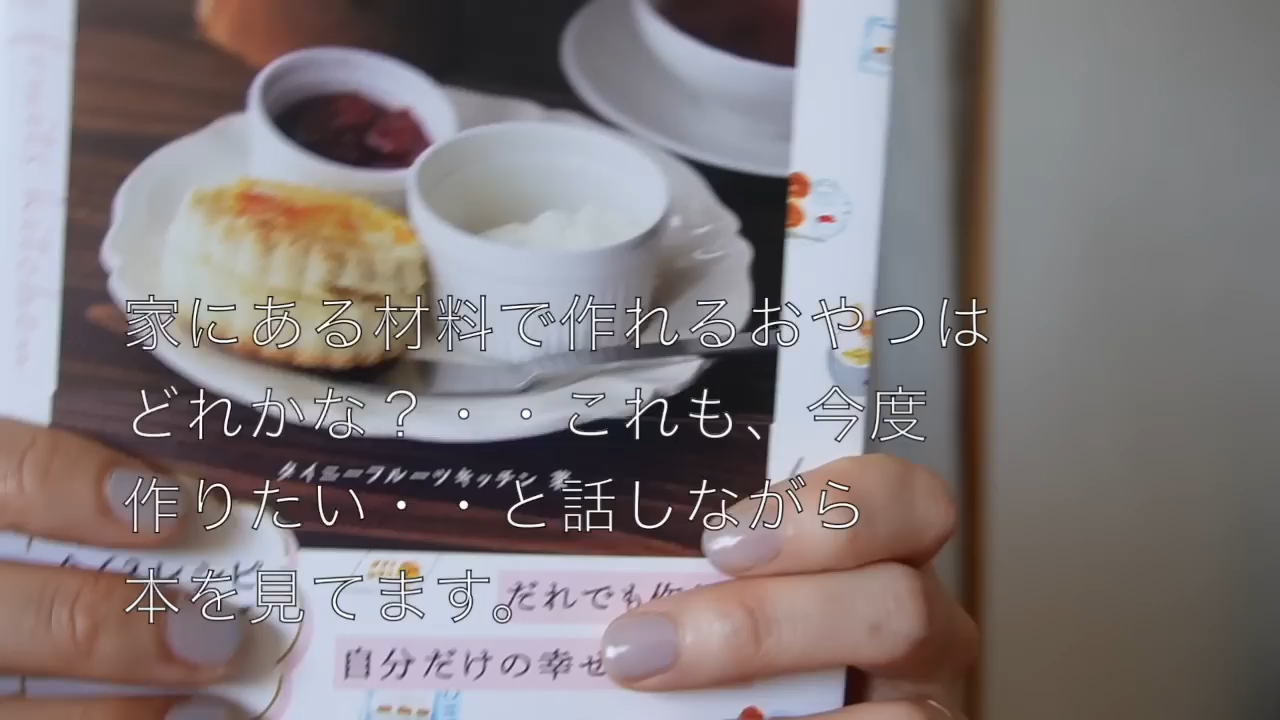 家にある材料で作れるおやつは
どれかな？・・これも、今度
作りたい・・と話しながら
本を見てます。
タイニーフルーツキッチン 著
だれでも作
自分だけの幸せ